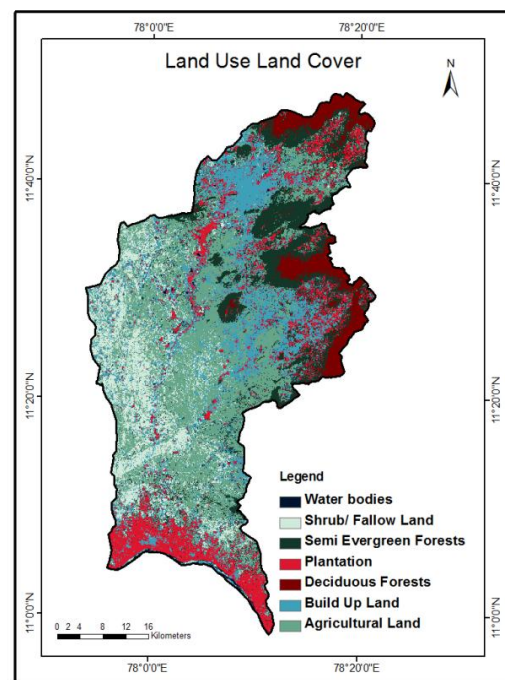 78°0'0"E
78°20'0"E
Land Use Land Cover
N
11°40'0"N
11°40'0"N
11°20'0"N
11°20'0"N
Legend
Water bodies
Shrub/ Fallow Land
Semi Evergreen Forests
Plantation
Deciduous Forests
Build Up Land
Agricultural Land
11°0'0"N
11°0'0"N
0 2 4 8 12 16
Kilometers
78°0'0"E
78°20'0"E